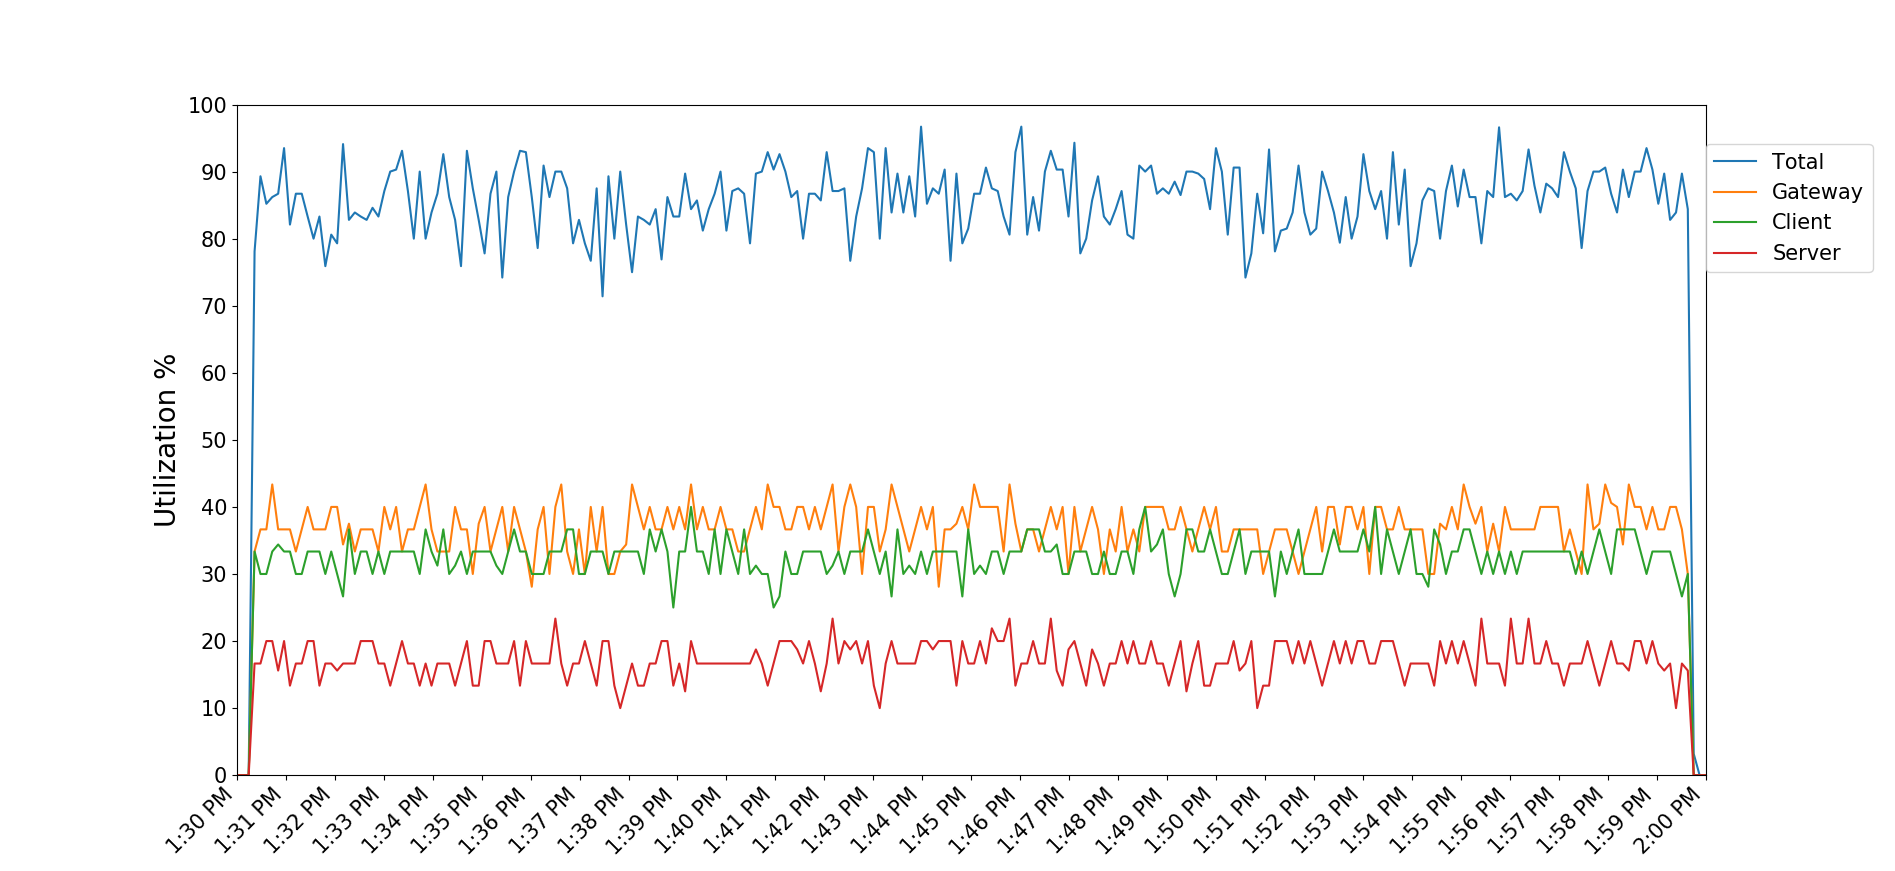 100
90
80
70
60
50
40
30
20
10
0
Utilization %
Total
Gateway
Client
Server
1:30 PM
1:31 PM
1:32 PM
1:33 PM
1:34 PM
1:35 PM
1:36 PM
1:37 PM
1:38 PM
1:39 PM
1:40 PM
1:41 PM
1:42 PM
1:43 PM
1:44 PM
1:45 PM
1:46 PM
1:47 PM
1:48 PM
1:49 PM
1:50 PM
1:51 PM
1:52 PM
1:53 PM
1:54 PM
1:55 PM
1:56 PM
1:57 PM
1:58 PM
1:59 PM
2:00 PM